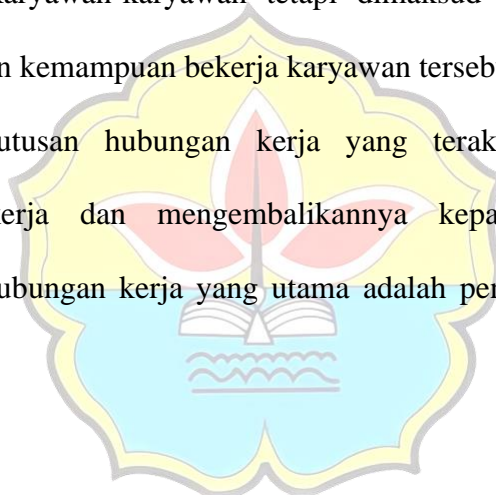 karyawan-karyawan tetapi dimaksud
kemampuan bekerja karyawan
hubungan kerja yang
dan mengembalikannya
kerja yang utama adalah